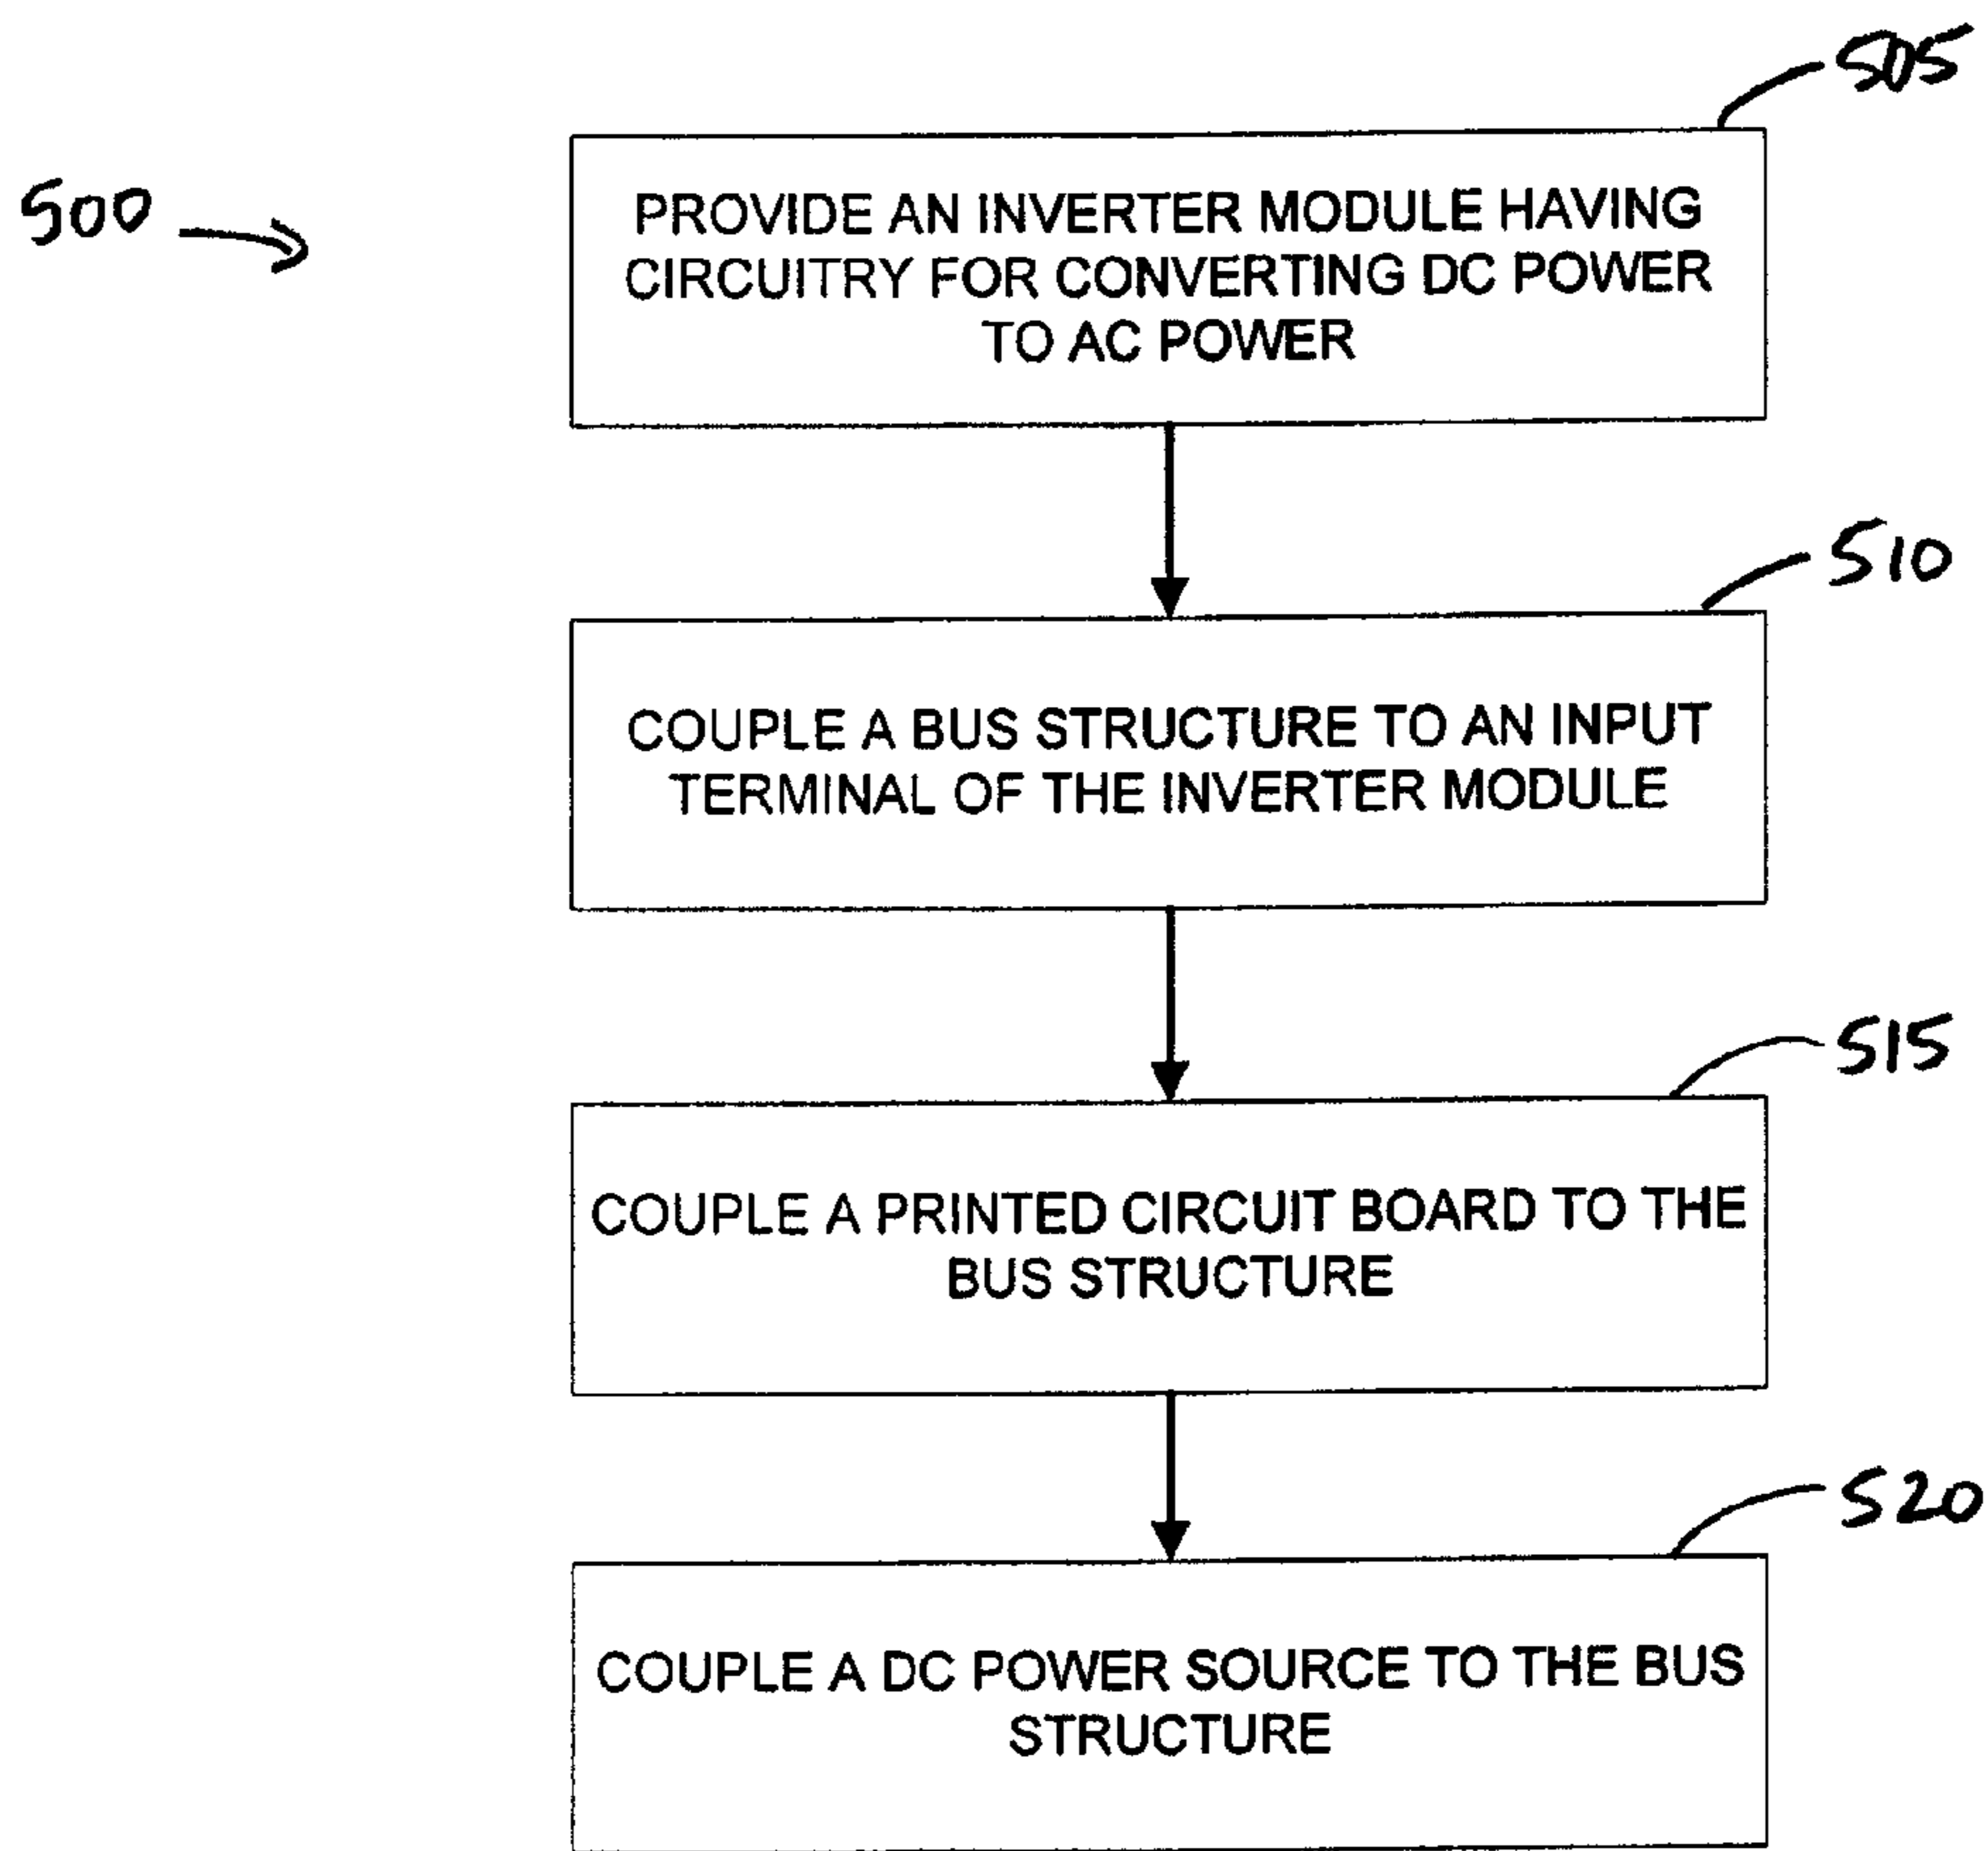 505
500
PROVIDE AN INVERTER MODULE HAVING
CIRCUITRY FOR CONVERTING DC POWER
TO AC POWER
510
COUPLE A BUS STRUCTURE TO AN INPUT
TERMINAL OF THE INVERTER MODULE
515
COUPLE A PRINTED CIRCUIT BOARD TO THE
BUS STRUCTURE
520
COUPLE A DC POWER SOURCE TO THE BUS
STRUCTURE